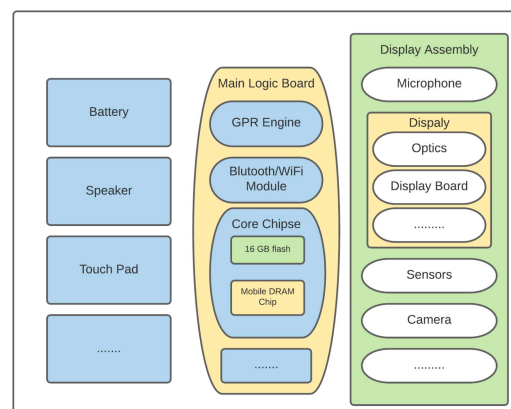 Battery
Speaker
Touch Pad
.......
Main Logic Board
GPR Engine
Blutooth/WiFi
Module
Core Chipse
16 GB flash
Mobile DRAM
Chip
.......
Display Assembly
Microphone
Dispaly
Optics
Display Board
.........
Sensors
Camera
.........